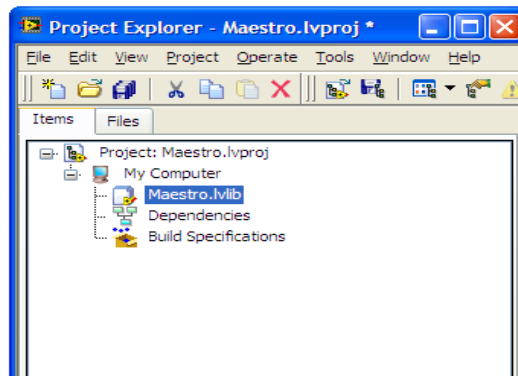 Project Explorer - Maestro.lvproj *
File Edit View Project Operate Tools Window Help
Items Files
Project: Maestro.lvproj
My Computer
Maestro.lvlib
Dependencies
Build Specifications